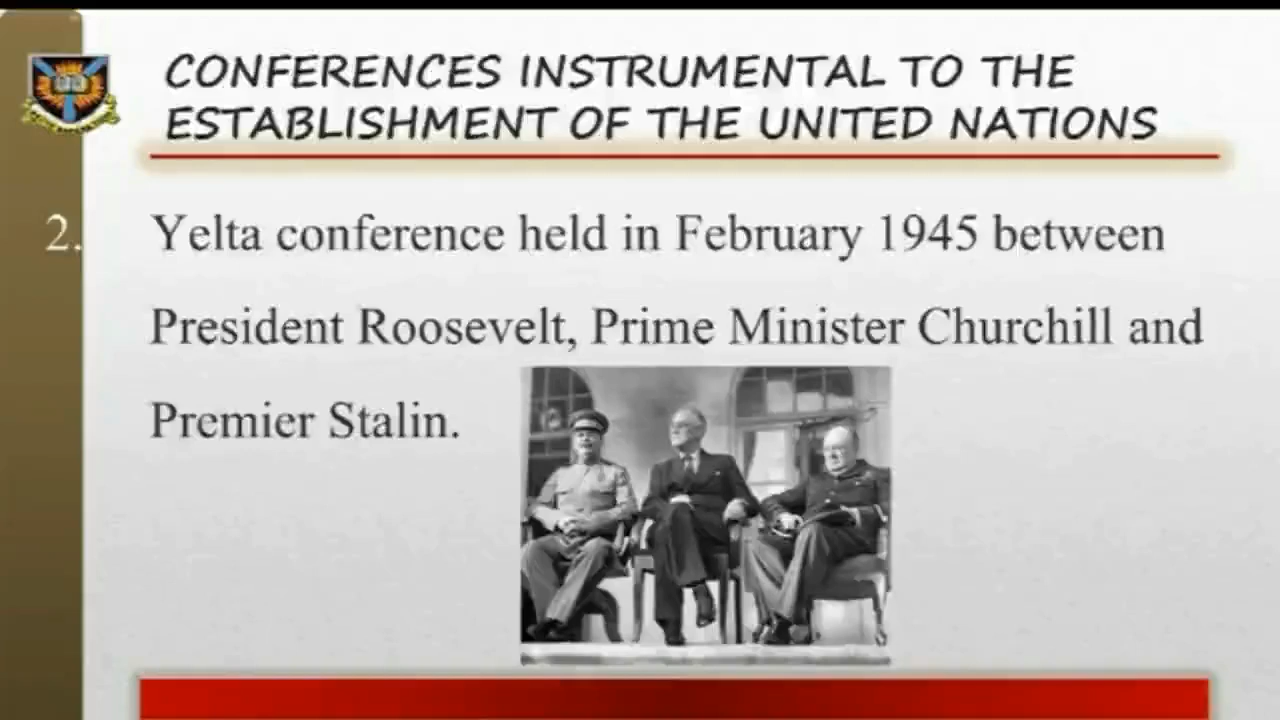 CONFERENCES INSTRUMENTAL TO THE
ESTABLISHMENT OF THE UNITED NATIONS
2. Yelta conference held in February 1945 between
President Roosevelt, Prime Minister Churchill and
Premier Stalin.